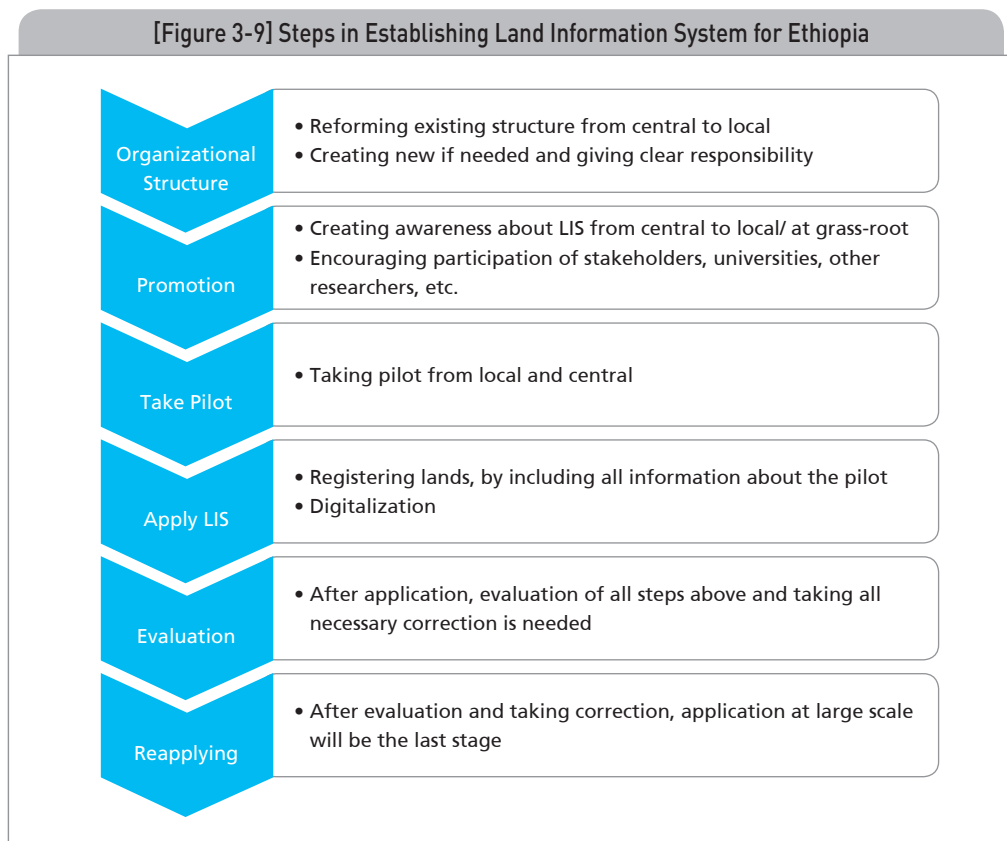 [Figure 3-9] Steps in Establishing Land Information System for Ethiopia
Organizational
Structure
• Reforming existing structure from central to local
• Creating new if needed and giving clear responsibility
Promotion
• Creating awareness about LIS from central to local/ at grass-root
• Encouraging participation of stakeholders, universities, other
researchers, etc.
Take Pilot
• Taking pilot from local and central
Apply LIS
• Registering lands, by including all information about the pilot
• Digitalization
Evaluation
• After application, evaluation of all steps above and taking all
necessary correction is needed
Reapplying
• After evaluation and taking correction, application at large scale
will be the last stage